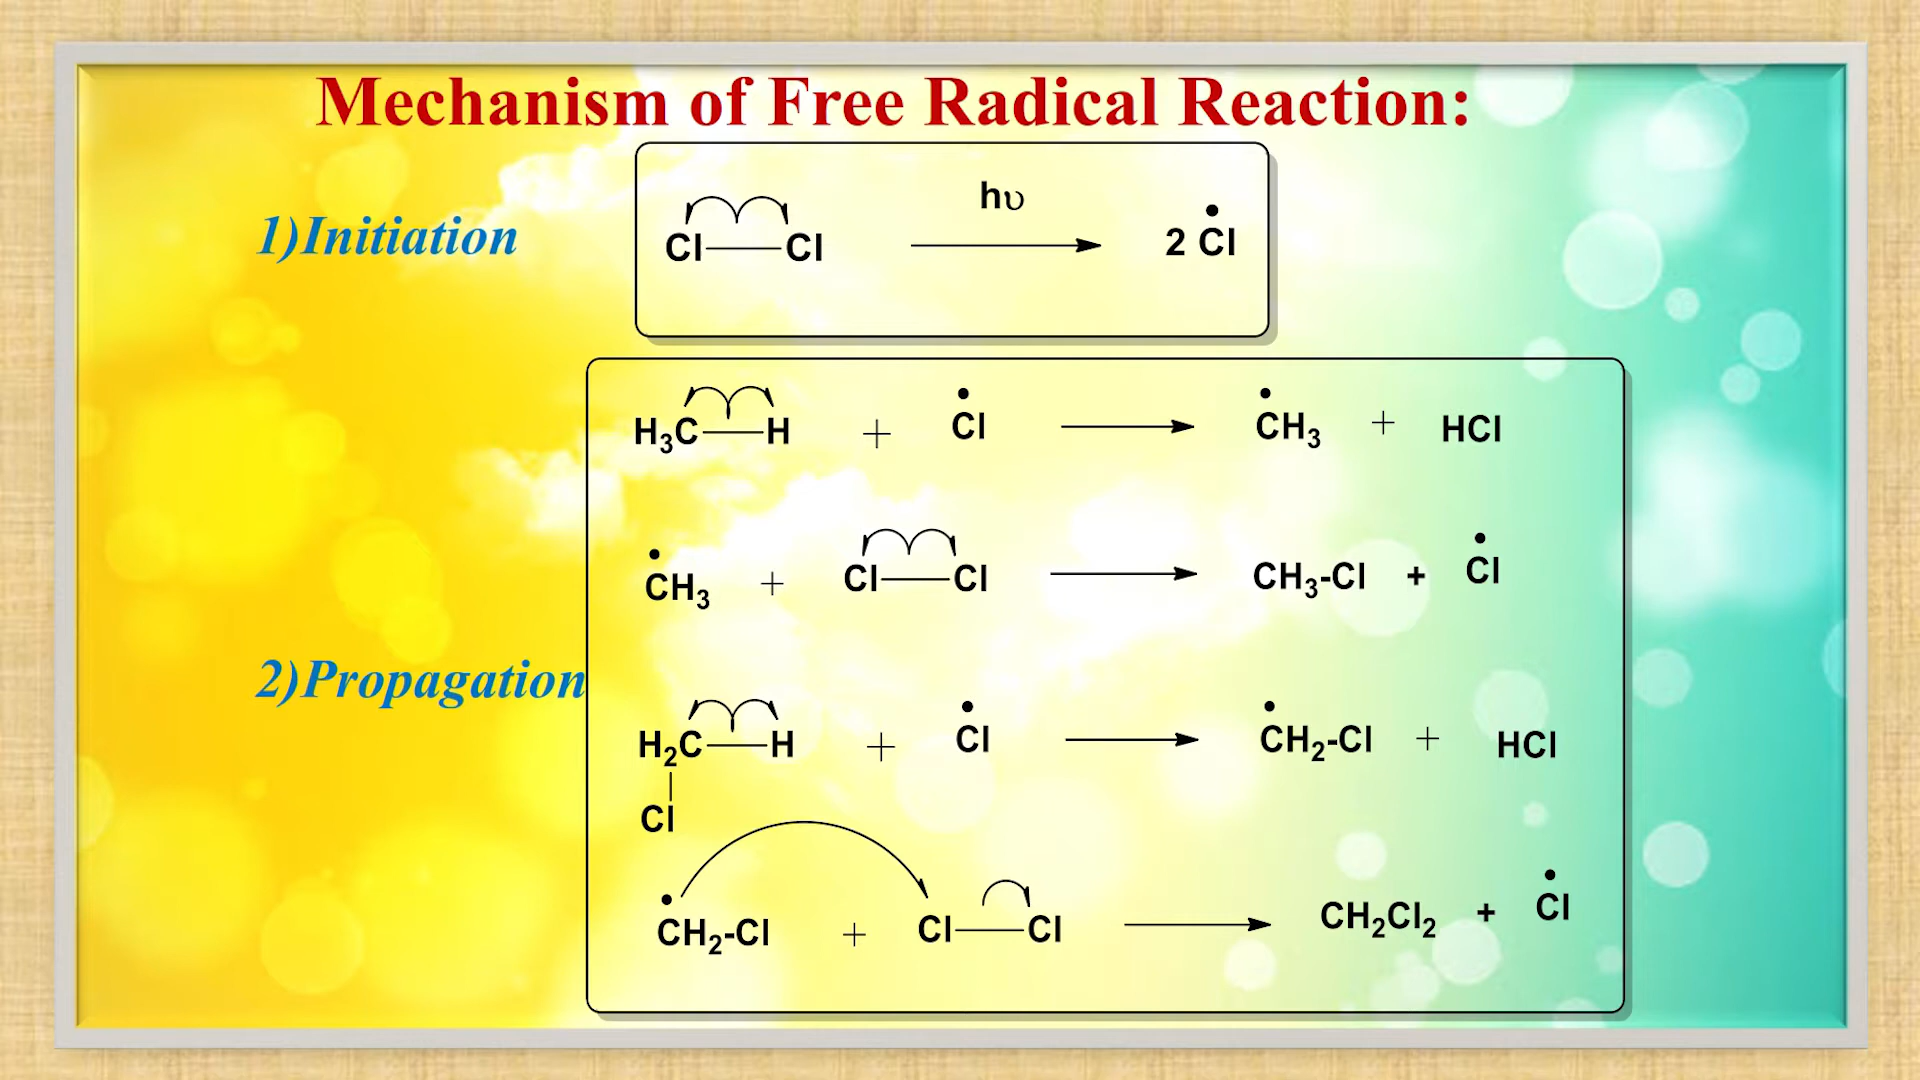 Mechanism of Free Radical Reaction:
1)Initiation
Cl—Cl hυ 2 Cl•
2)Propagation
H₃C—H + Cl• CH₃• + HCl
CH₃• + Cl—Cl CH₃-Cl + Cl•
H₂C—H + Cl• CH₂-Cl• + HCl
Cl
•CH₂-Cl + Cl—Cl CH₂Cl₂ + Cl•